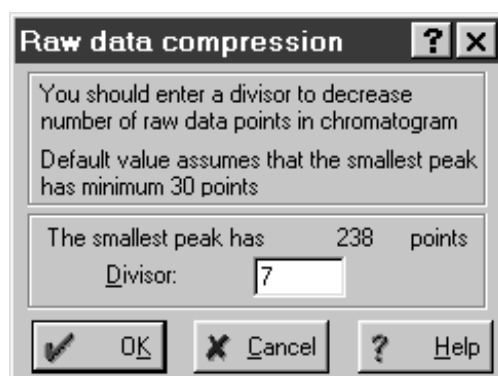 Raw data compression ? ×
You should enter a divisor to decrease
number of raw data points in chromatogram
Default value assumes that the smallest peak
has minimum 30 points
The smallest peak has 238 points
Divisor: 7
OK Cancel ? Help